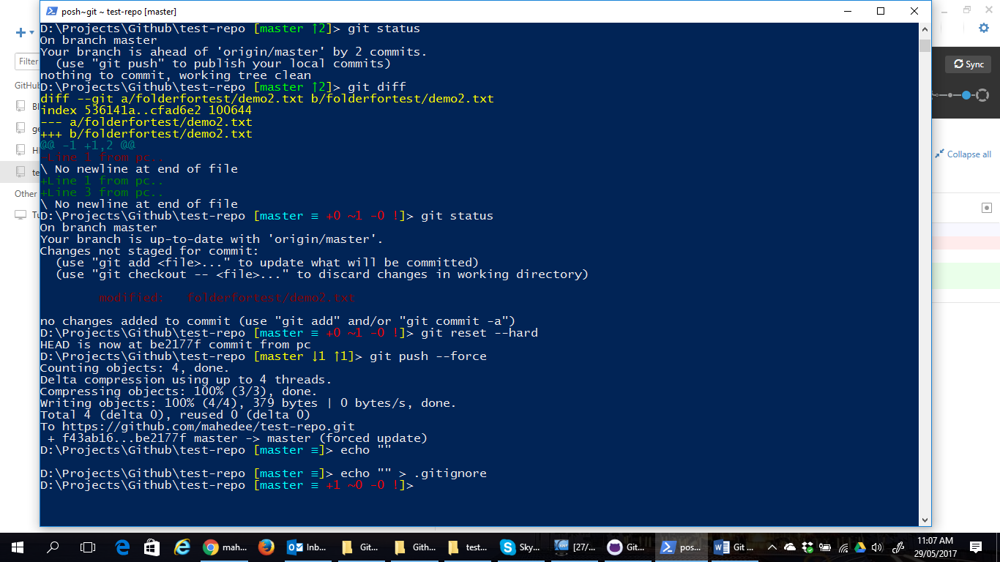 posh~git ~ test-repo [master]
D:\Projects\Github\test-repo [master ↑2]> git status
On branch master
Your branch is ahead of 'origin/master' by 2 commits.
  (use "git push" to publish your local commits)
nothing to commit, working tree clean
D:\Projects\Github\test-repo [master ↑2]> git diff
diff --git a/folderfortest/demo2.txt b/folderfortest/demo2.txt
index 536141a..cfad6e2 100644
--- a/folderfortest/demo2.txt
+++ b/folderfortest/demo2.txt
@@ -1 +1,2 @@
-Line 1 from pc..
\ No newline at end of file
+Line 1 from pc..
+Line 3 from pc..
\ No newline at end of file
D:\Projects\Github\test-repo [master ≡ +0 ~1 -0 !]> git status
On branch master
Your branch is up-to-date with 'origin/master'.
Changes not staged for commit:
  (use "git add <file>..." to update what will be committed)
  (use "git checkout -- <file>..." to discard changes in working directory)
        modified:   folderfortest/demo2.txt
no changes added to commit (use "git add" and/or "git commit -a")
D:\Projects\Github\test-repo [master ≡ +0 ~1 -0 !]> git reset --hard
HEAD is now at be2177f commit from pc
D:\Projects\Github\test-repo [master ↓1 ↑1]> git push --force
Counting objects: 4, done.
Delta compression using up to 4 threads.
Compressing objects: 100% (3/3), done.
Writing objects: 100% (4/4), 379 bytes | 0 bytes/s, done.
Total 4 (delta 0), reused 0 (delta 0)
To https://github.com/mahedee/test-repo.git
 + f43ab16...be2177f master -> master (forced update)
D:\Projects\Github\test-repo [master ≡]> echo ""
D:\Projects\Github\test-repo [master ≡]> echo "" > .gitignore
D:\Projects\Github\test-repo [master ≡ +1 ~0 -0 !]>
Filter
GitHub
Bl
ge
HI
te
Other
Tu
Sync
Collapse all
mah...
Inb...
Git...
Gith...
test...
Sky...
[27/...
Git...
pos...
Git ...
11:07 AM
29/05/2017